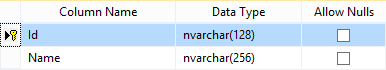 Column Name Data Type Allow Nulls
Id nvarchar(128)
Name nvarchar(256)